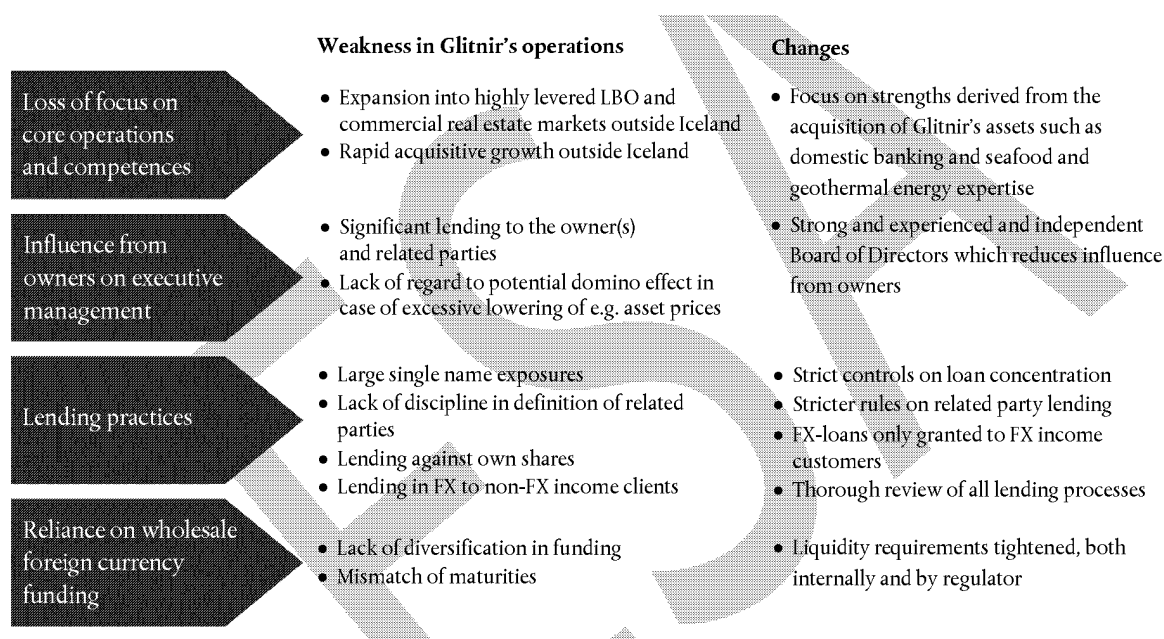 Weakness in Glitnir's operations
Changes
Loss of focus on
core operations
and competences
• Expansion into highly levered LBO and
commercial real estate markets outside Iceland
• Rapid acquisitive growth outside Iceland
• Focus on strengths derived from the
acquisition of Glitnir's assets such as
domestic banking and seafood and
geothermal energy expertise
Influence from
owners on executive
management
• Significant lending to the owner(s)
and related parties
• Lack of regard to potential domino effect in
case of excessive lowering of e.g. asset prices
• Strong and experienced and independent
Board of Directors which reduces influence
from owners
Lending practices
• Large single name exposures
• Lack of discipline in definition of related
parties
• Lending against own shares
• Lending in FX to non-FX income clients
• Strict controls on loan concentration
• Stricter rules on related party lending
• FX-loans only granted to FX income
customers
• Thorough review of all lending processes
Reliance on wholesale
foreign currency
funding
• Lack of diversification in funding
• Mismatch of maturities
• Liquidity requirements tightened, both
internally and by regulator